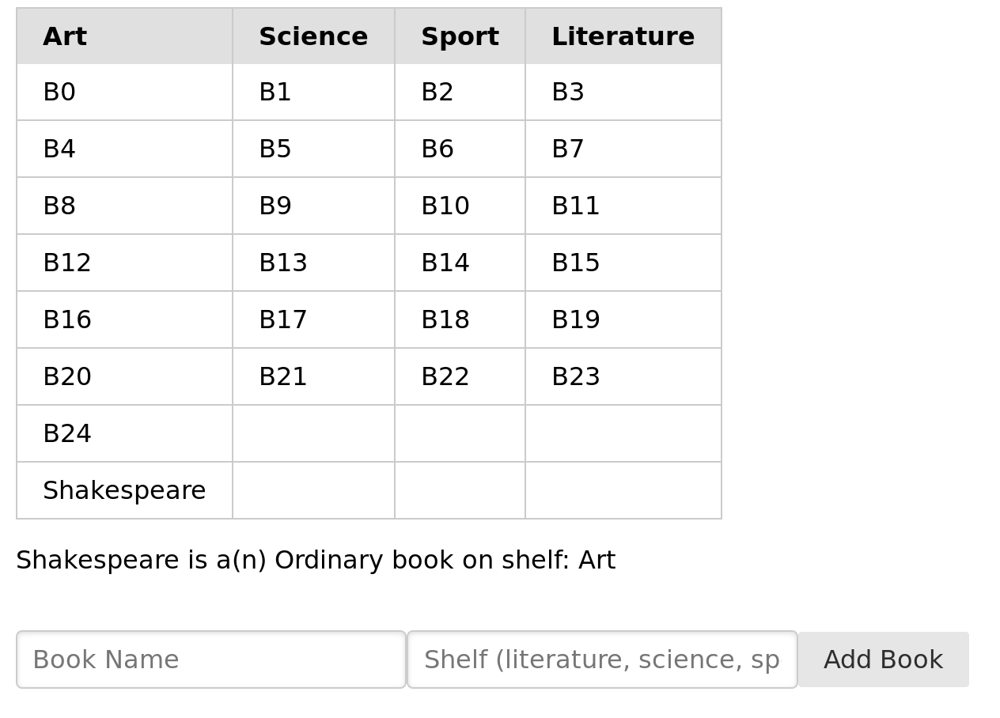 Art Science Sport Literature
B0 B1 B2 B3
B4 B5 B6 B7
B8 B9 B10 B11
B12 B13 B14 B15
B16 B17 B18 B19
B20 B21 B22 B23
B24
Shakespeare
Shakespeare is a(n) Ordinary book on shelf: Art
Book Name Shelf (literature, science, sp Add Book